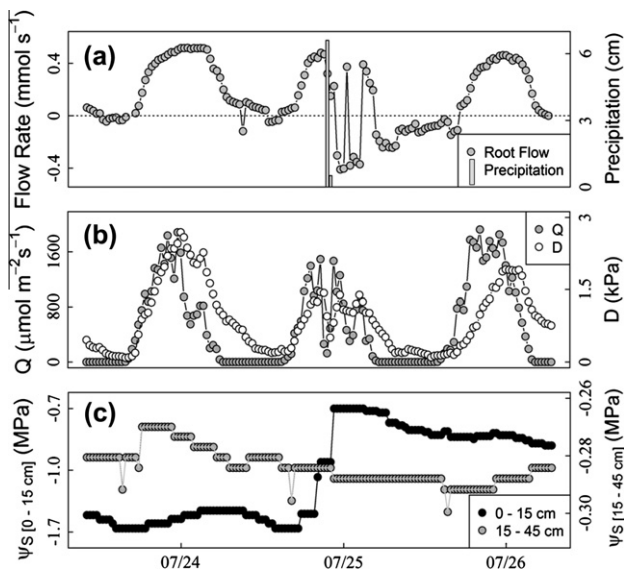 (a)
Flow Rate (mmol s⁻¹)
0.4
0
-0.4
Precipitation (cm)
6
3
0
Root Flow
Precipitation
(b)
Q (μmol m⁻²s⁻¹)
1600
800
0
D (kPa)
3
1.5
0
Q
D
(c)
ΨS [0 - 15 cm] (MPa)
-0.7
-1.0
-1.7
ΨS [15 - 45 cm] (MPa)
-0.26
-0.28
-0.30
0 - 15 cm
15 - 45 cm
07/24
07/25
07/26